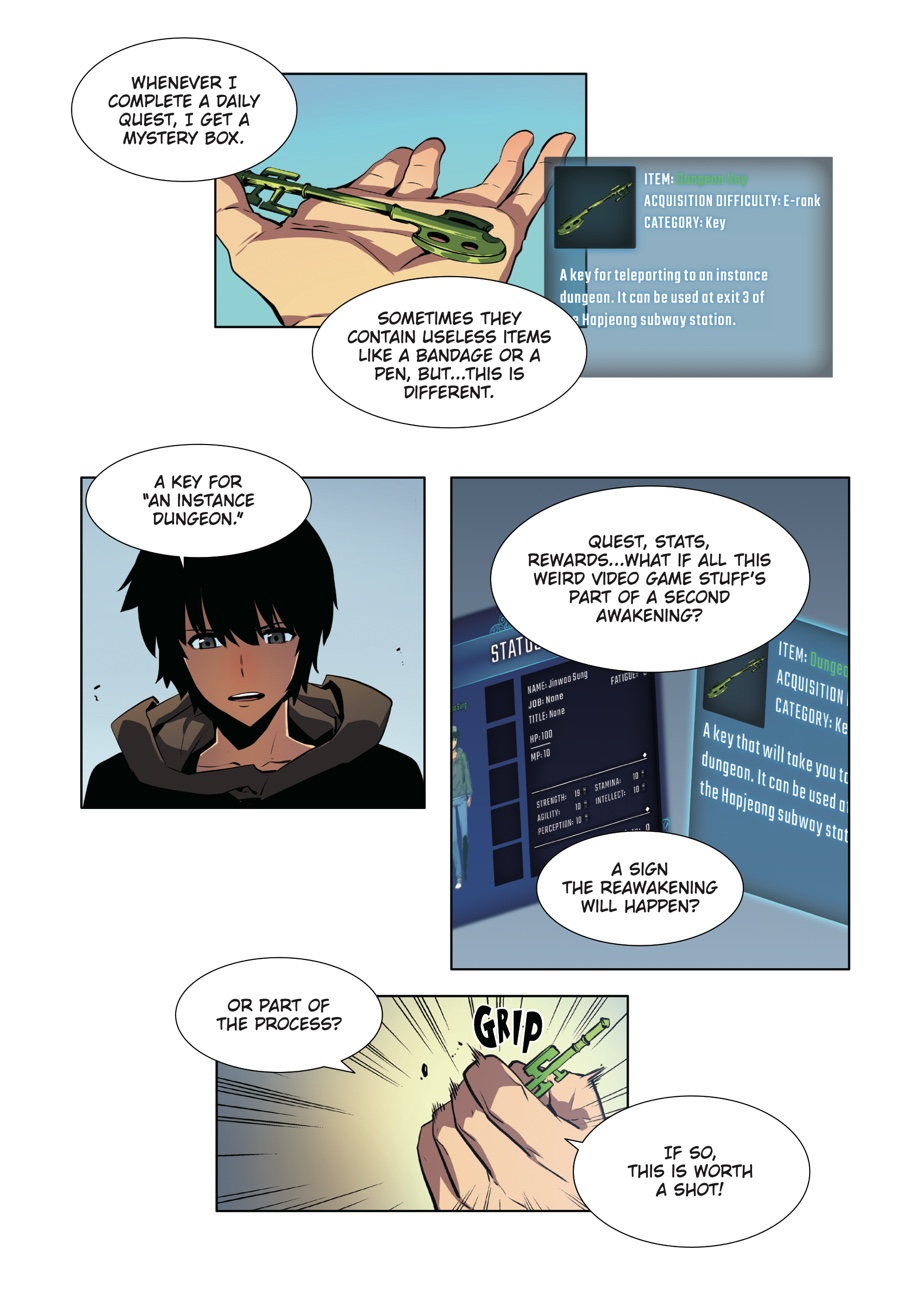 WHENEVER I
COMPLETE A DAILY
QUEST, I GET A
MYSTERY BOX.
ITEM: Dungeon Key
ACQUISITION DIFFICULTY: E-rank
CATEGORY: Key
A key for teleporting to an instance
dungeon. It can be used at exit 3 of
Hapjeong subway station.
SOMETIMES THEY
CONTAIN USELESS ITEMS
LIKE A BANDAGE OR A
PEN, BUT...THIS IS
DIFFERENT.
A KEY FOR
"AN INSTANCE
DUNGEON."
QUEST, STATS,
REWARDS...WHAT IF ALL THIS
WEIRD VIDEO GAME STUFF'S
PART OF A SECOND
AWAKENING?
NAME: Jinwoo Sung
FATIGUE:
JOB: None
TITLE: None
HP: 100
MP: 10
STRENGTH: 19 STAMINA: 10
AGILITY: 10 INTELLECT: 10
PERCEPTION: 10
ITEM:
ACQUISITION
CATEGORY:
A key that will take you
dungeon. It can be used
the Hapjeong subway
A SIGN
THE REAWAKENING
WILL HAPPEN?
OR PART OF
THE PROCESS?
GRIP
IF SO,
THIS IS WORTH
A SHOT!